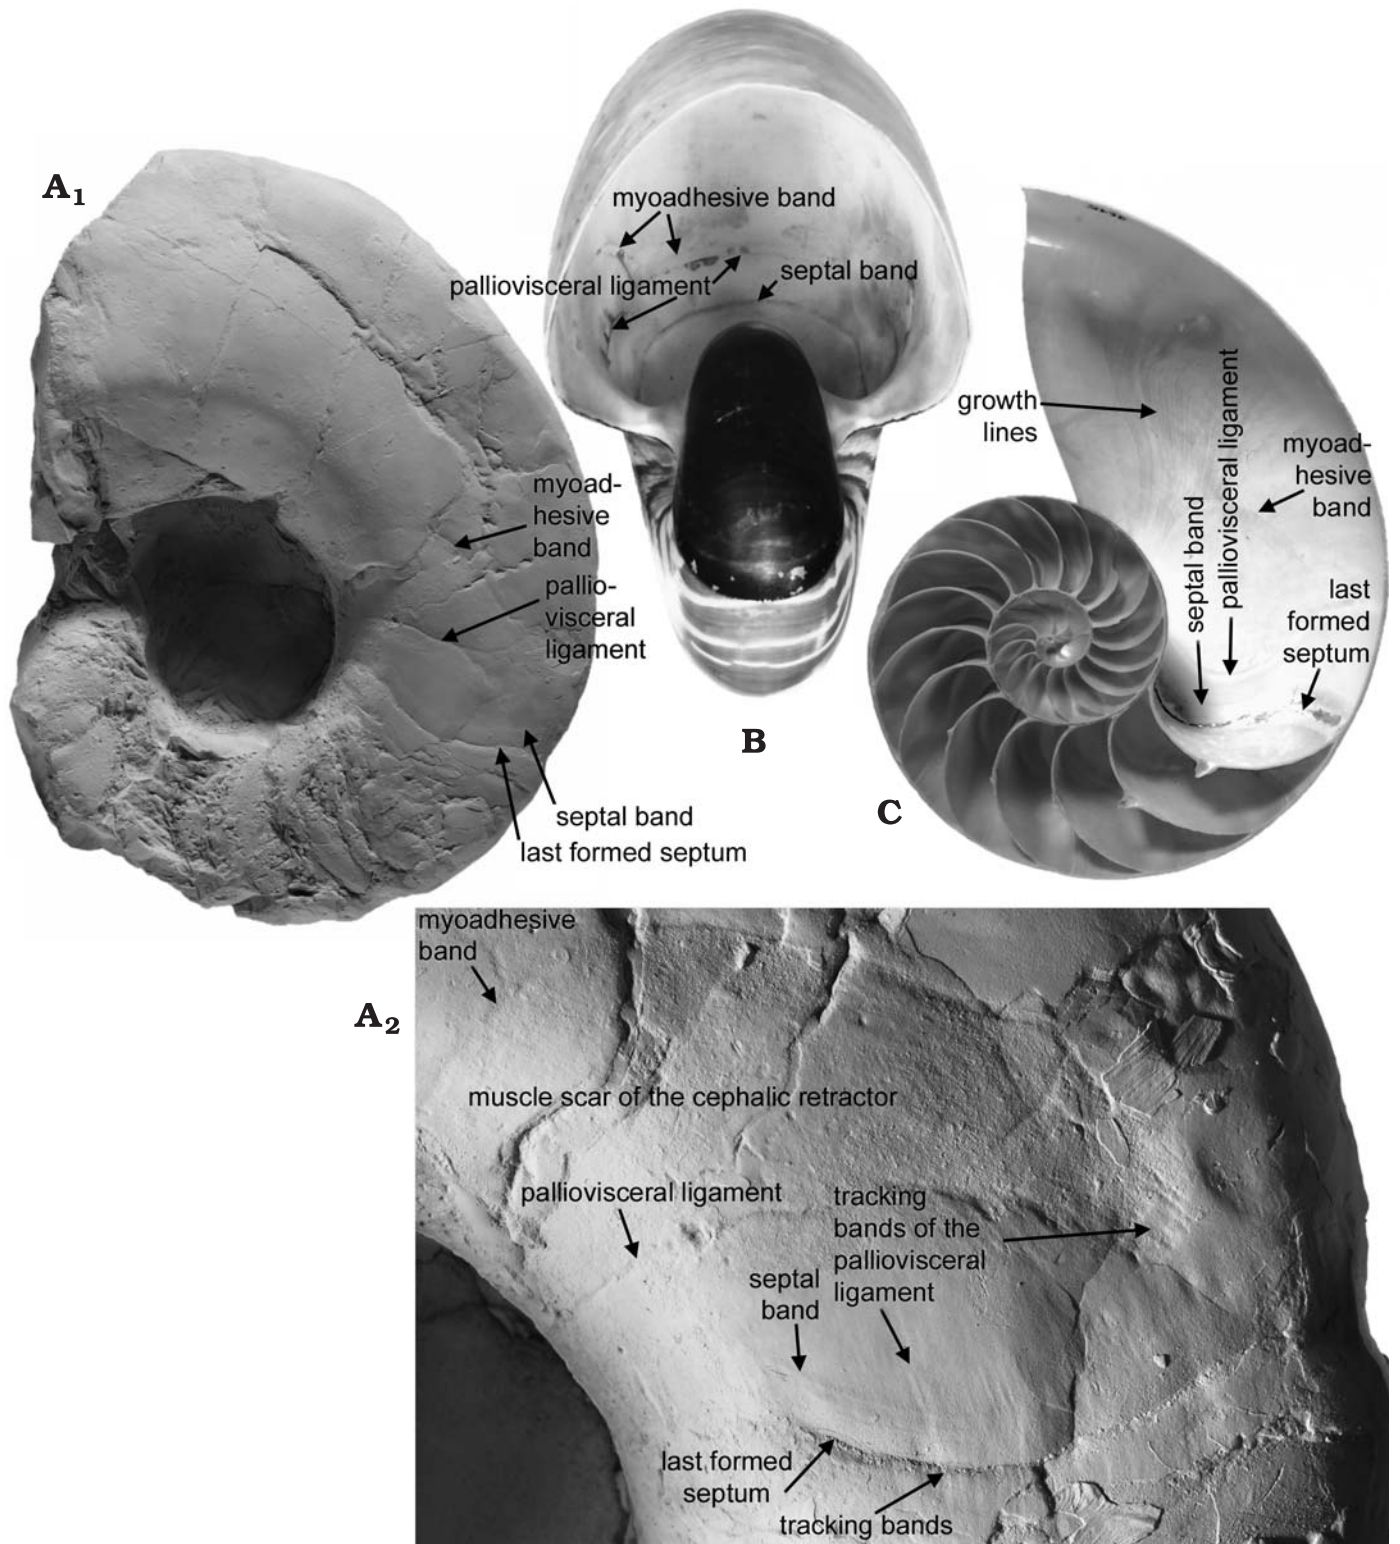 A1
myoad-
hesive
band
pallio-
visceral
ligament
septal band
last formed septum
myoadhesive band
palliovisceral ligament
septal band
B
growth
lines
septal band
palliovisceral ligament
myoad-
hesive
band
last
formed
septum
C
A2
myoadhesive
band
muscle scar of the cephalic retractor
palliovisceral ligament
tracking
bands of the
palliovisceral
ligament
septal
band
last formed
septum
tracking bands